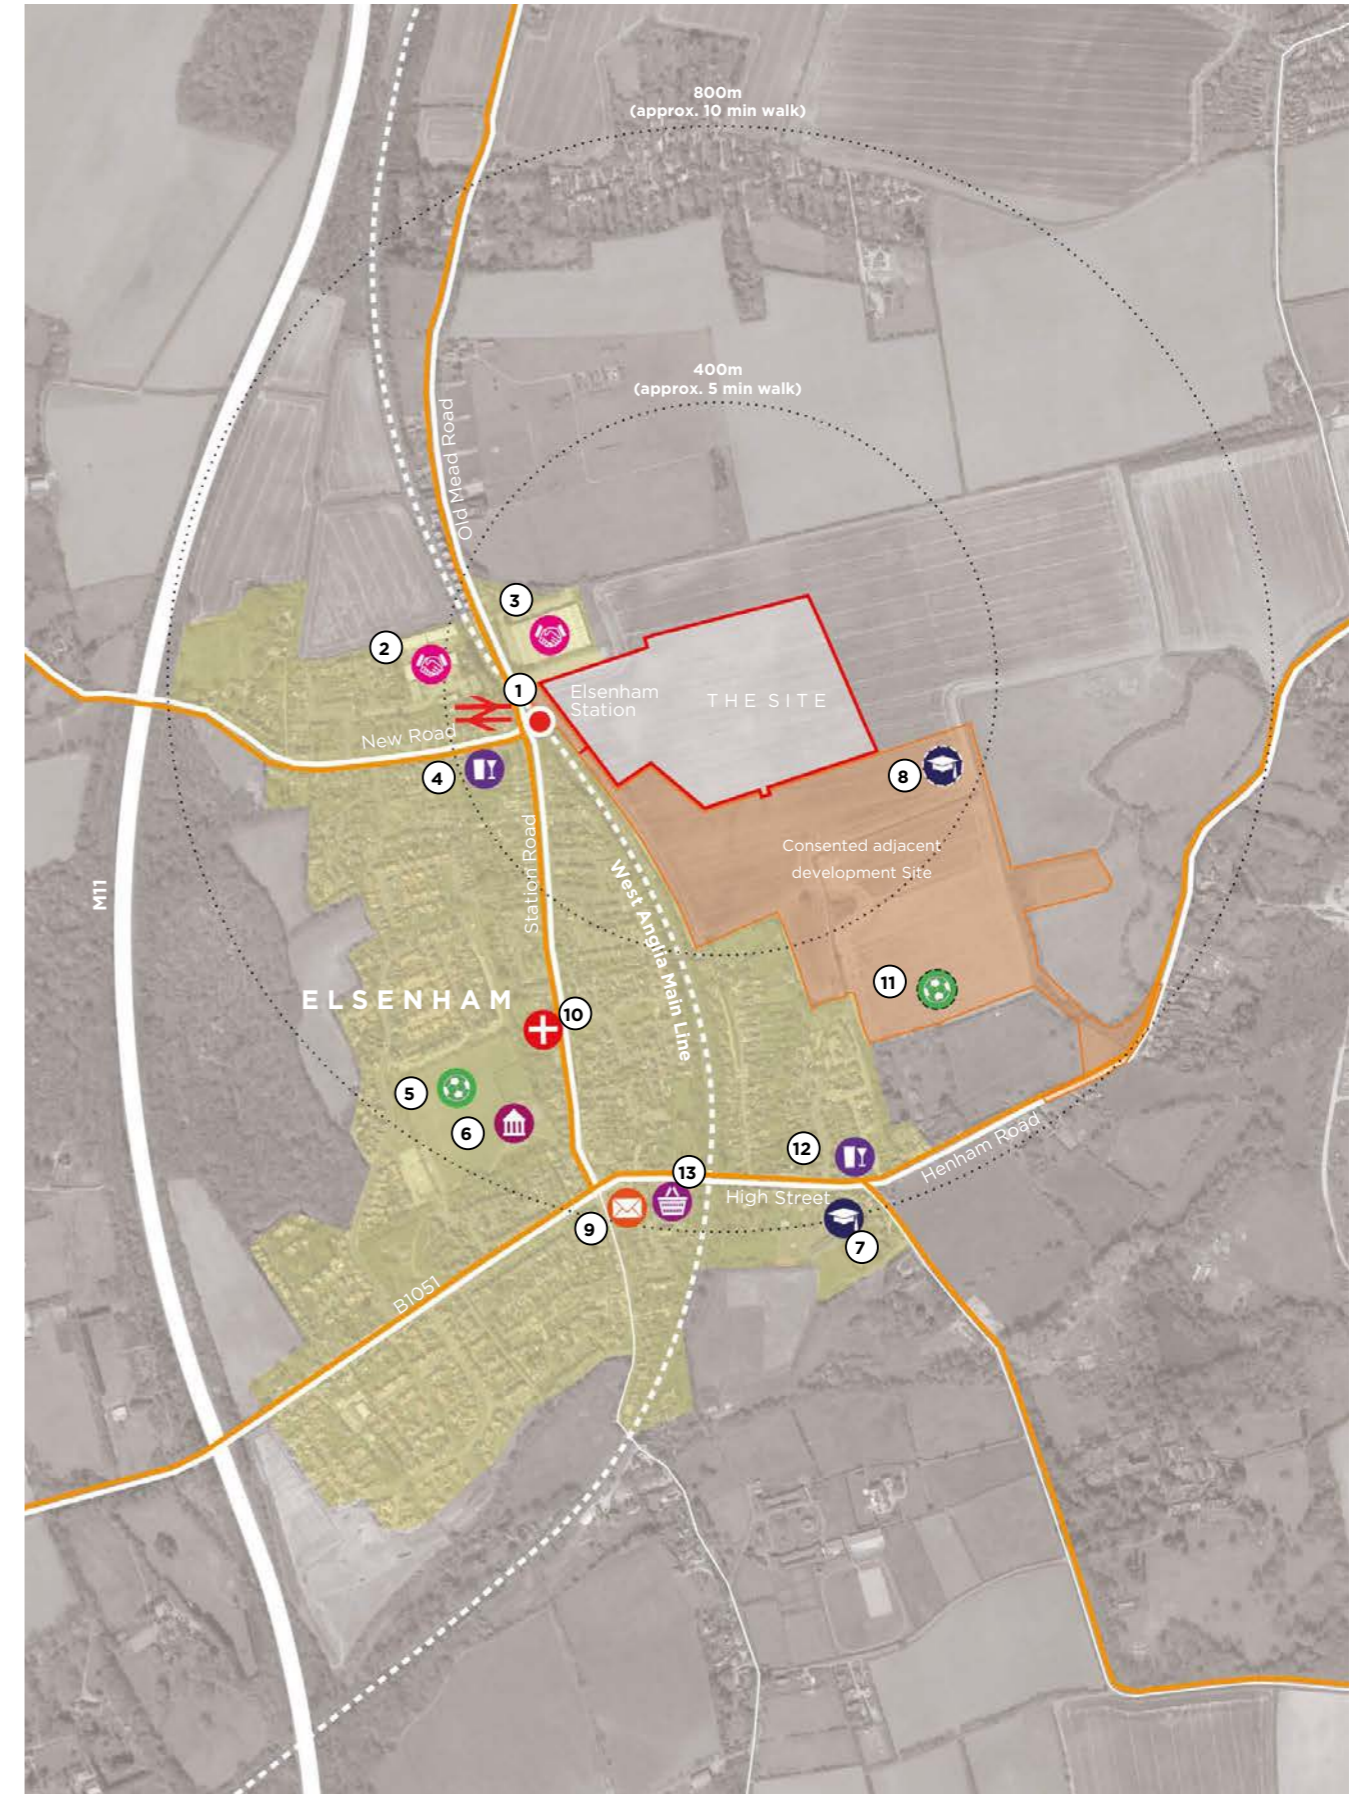 800m
(approx. 10 min walk)
400m
(approx. 5 min walk)
Old Mead Road
3
2
1
Elsenham
Station
THE SITE
New Road
4
8
Station Road
Consented adjacent
development Site
West Anglia Main Line
M11
11
ELSENHAM
10
5
6
12
Henham Road
13
High Street
9
7
B1051